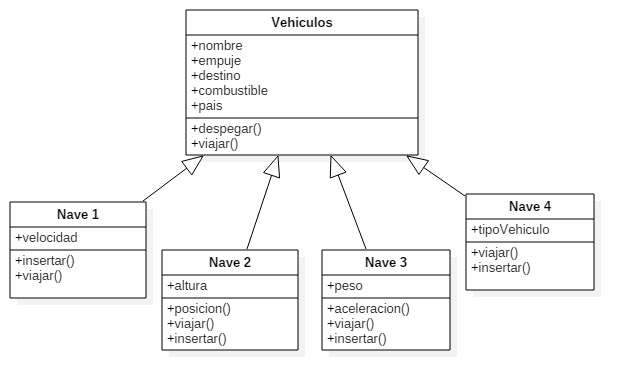 Vehiculos
+nombre
+empuje
+destino
+combustible
+pais
+despegar()
+viajar()
Nave 1
+velocidad
+insertar()
+viajar()
Nave 2
+altura
+posicion()
+viajar()
+insertar()
Nave 3
+peso
+aceleracion()
+viajar()
+insertar()
Nave 4
+tipoVehiculo
+viajar()
+insertar()